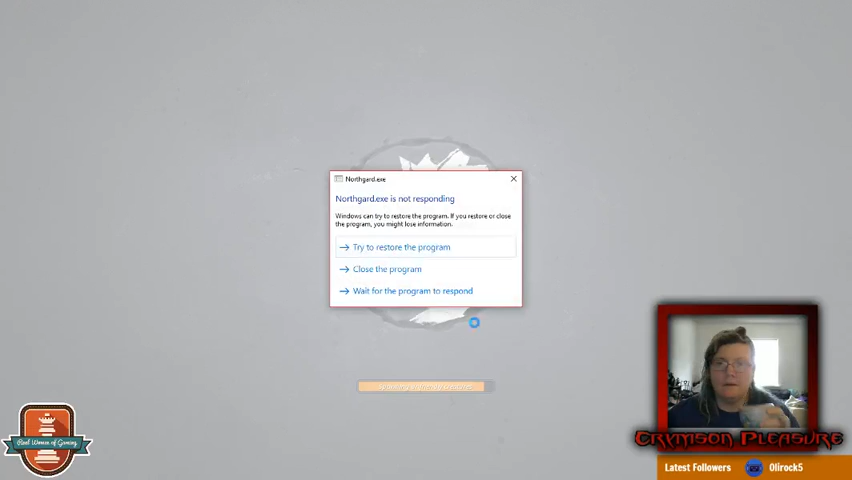 Northgard.exe
Northgard.exe is not responding
Windows can try to restore the program. If you restore or close
the program, you might lose information.
Try to restore the program
Close the program
Wait for the program to respond
Real Women of Gaming
Crymson Pleasure
Latest Followers
0lirock5